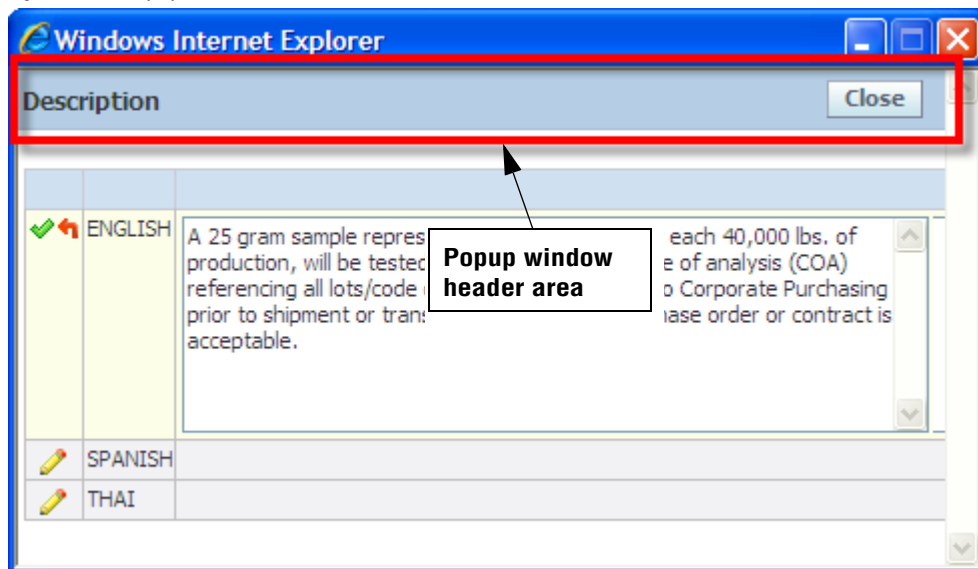 Windows Internet Explorer
Description
Close
ENGLISH
A 25 gram sample repres each 40,000 lbs. of
production, will be tested e of analysis (COA)
referencing all lots/code o Corporate Purchasing
prior to shipment or trans hase order or contract is
acceptable.
Popup window
header area
SPANISH
THAI